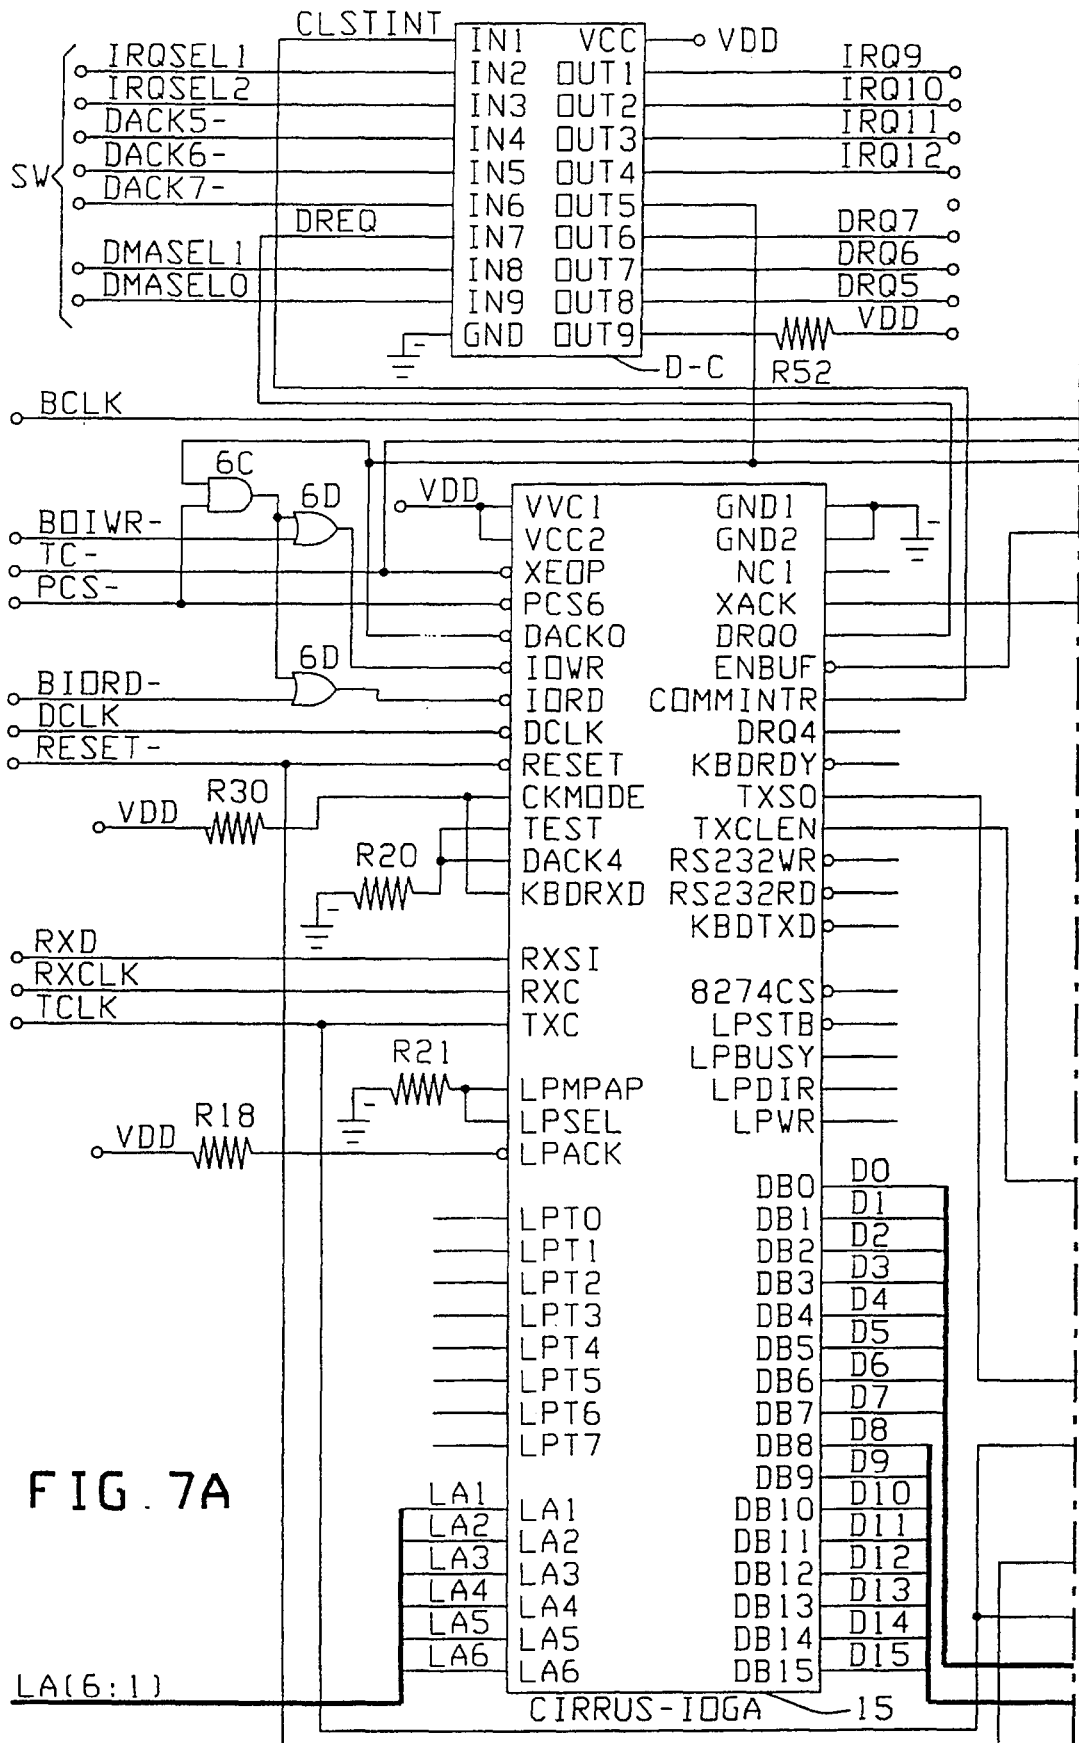 CLSTINT
IN1 VCC VDD
IRQSEL1 IN2 OUT1 IRQ9
IRQSEL2 IN3 OUT2 IRQ10
DACK5- IN4 OUT3 IRQ11
DACK6- IN5 OUT4 IRQ12
SW
DACK7- IN6 OUT5
DREQ IN7 OUT6 DRQ7
DMASEL1 IN8 OUT7 DRQ6
DMASEL0 IN9 OUT8 DRQ5
GND OUT9 VDD
D-C R52
BCLK
6C
6D
VDD VVC1 GND1
BOIWR- VCC2 GND2
TC- XEOP NC1
PCS- PCS6 XACK
DACK0 DRQ0
6D IOWR ENBUF
BIORD- IORD COMMINTR
DCLK DCLK DRQ4
RESET- RESET KBDRDY
R30 CKMODE TXSO
VDD TEST TXCLEN
R20 DACK4 RS232WR
KBDRXD RS232RD
KBDTXD
RXD RXSI
RXCLK RXC 8274CS
TCLK TXC LPSTB
R21 LPBUSY
LPMPAP LPDIR
R18 LPSEL LPWR
VDD LPACK
DB0 D0
LPT0 DB1 D1
LPT1 DB2 D2
LPT2 DB3 D3
LPT3 DB4 D4
LPT4 DB5 D5
LPT5 DB6 D6
LPT6 DB7 D7
LPT7 DB8 D8
DB9 D9
FIG. 7A
LA1 LA1 DB10 D10
LA2 LA2 DB11 D11
LA3 LA3 DB12 D12
LA4 LA4 DB13 D13
LA5 LA5 DB14 D14
LA6 LA6 DB15 D15
LA(6:1)
CIRRUS-IOGA 15